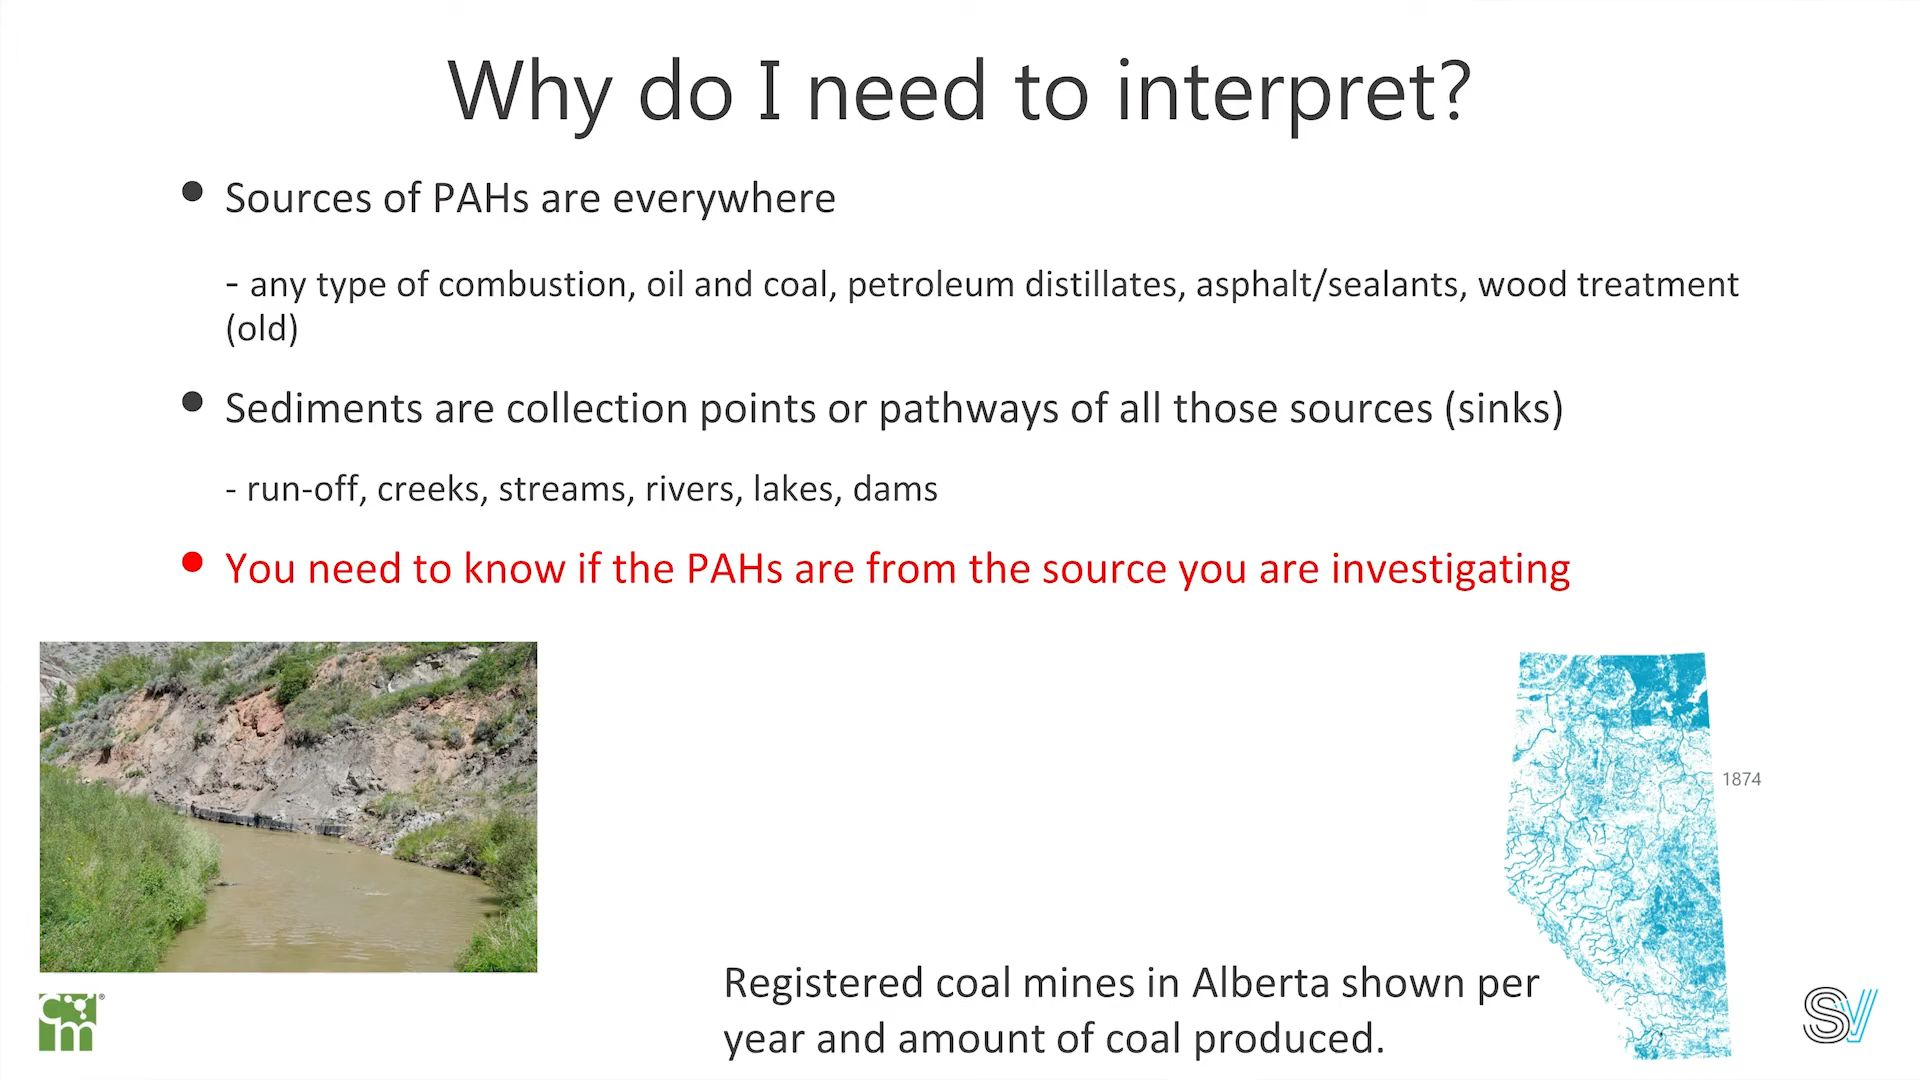 Why do I need to interpret?
• Sources of PAHs are everywhere
- any type of combustion, oil and coal, petroleum distillates, asphalt/sealants, wood treatment
(old)
• Sediments are collection points or pathways of all those sources (sinks)
- run-off, creeks, streams, rivers, lakes, dams
• You need to know if the PAHs are from the source you are investigating
1874
Registered coal mines in Alberta shown per
year and amount of coal produced.
cm®
SV